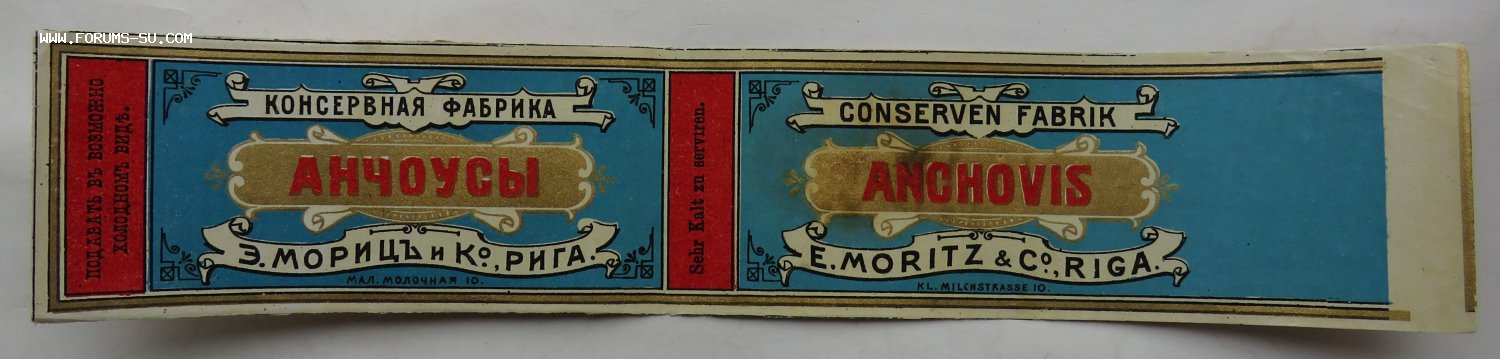 WWW.FORUMS-SU.COM
ПОДАВАТЬ ВЪ ВОЗМОЖНО
ХОЛОДНОМЪ ВИДѢ.
КОНСЕРВНАЯ ФАБРИКА
АНЧОУСЫ
Э. МОРИЦЪ и Ко., РИГА.
МАЛ. МОЛОЧНАЯ 10.
Sehr Kalt zu serviren.
CONSERVEN FABRIK
ANCHOVIS
E. MORITZ & Co., RIGA.
KL. MILCHSTRASSE 10.